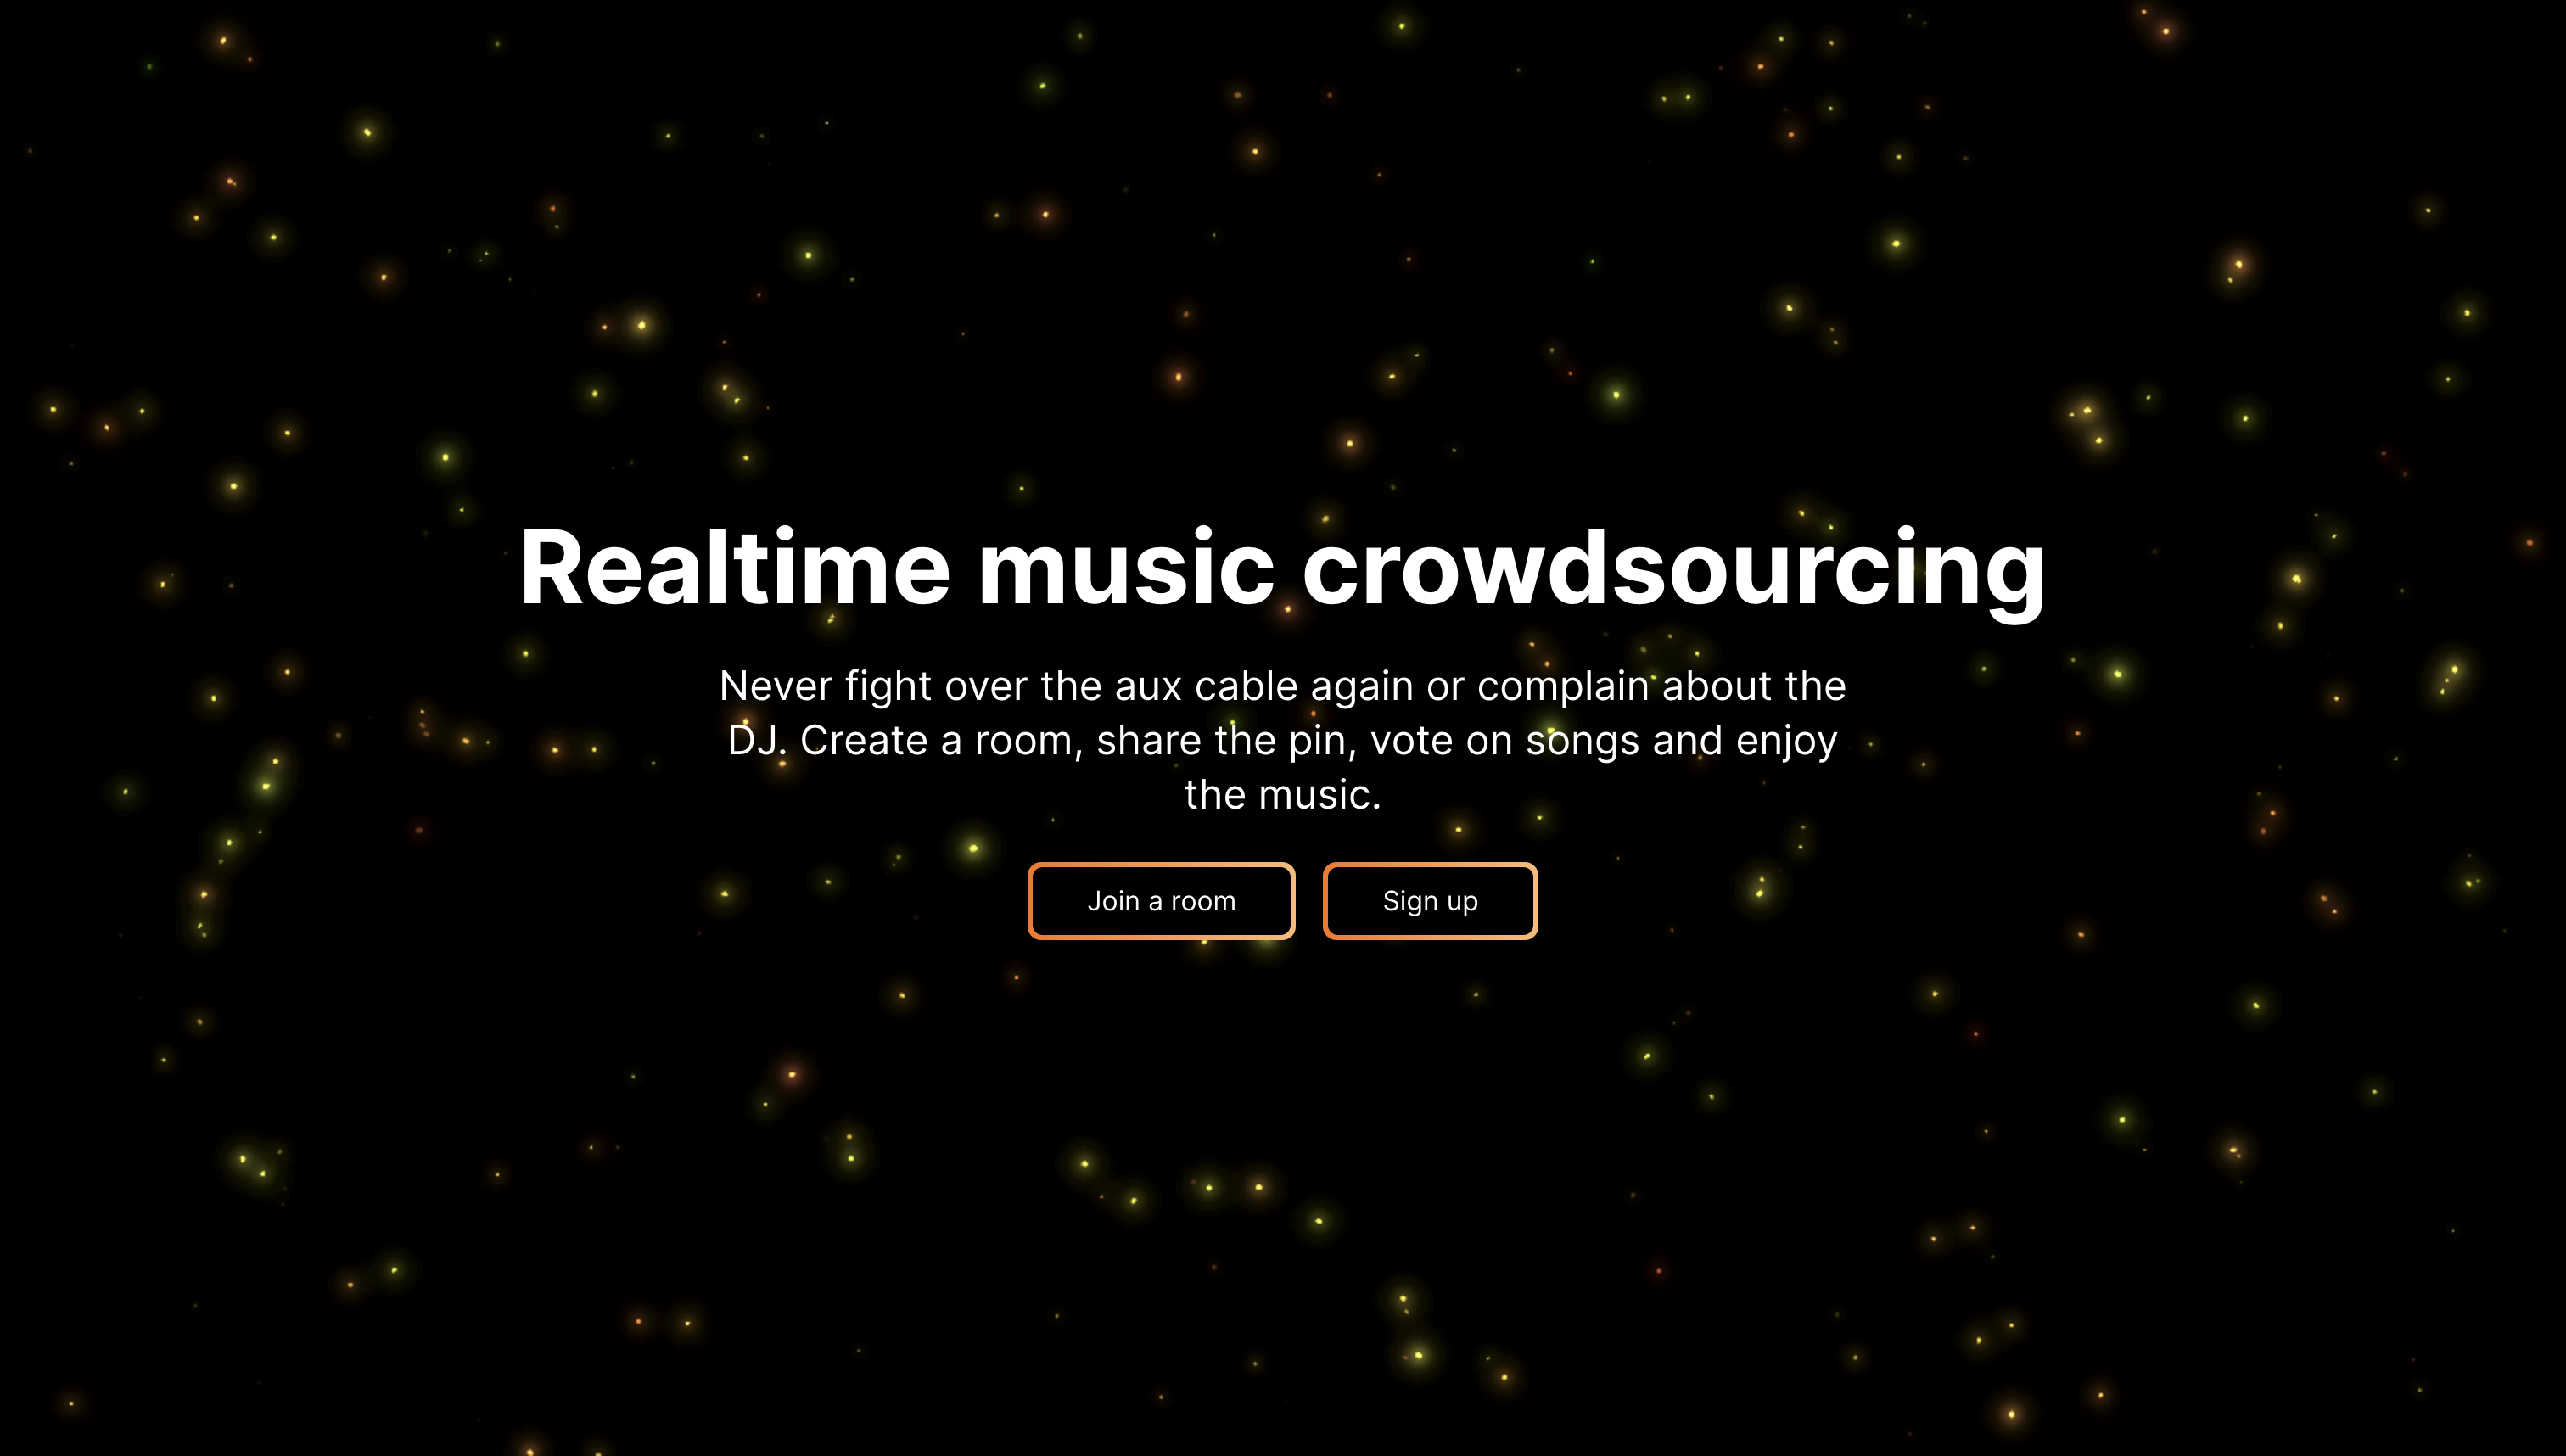 Realtime music crowdsourcing
Never fight over the aux cable again or complain about the
DJ. Create a room, share the pin, vote on songs and enjoy
the music.
Join a room
Sign up